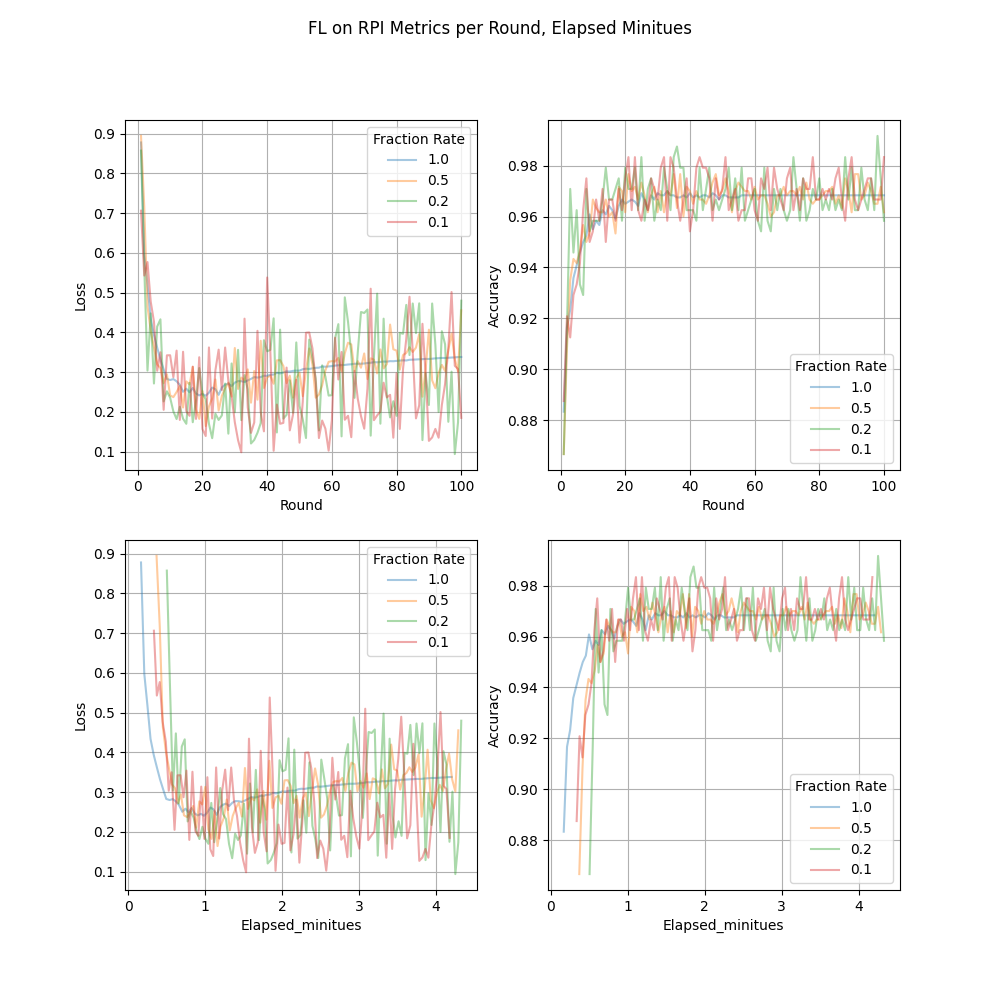 FL on RPI Metrics per Round, Elapsed Minitues
Fraction Rate
1.0
0.5
0.2
0.1
0.9
0.8
0.7
0.6
0.5
0.4
0.3
0.2
0.1
Loss
0 20 40 60 80 100
Round
0.98
0.96
0.94
0.92
0.90
0.88
Accuracy
Fraction Rate
1.0
0.5
0.2
0.1
0 20 40 60 80 100
Round
Fraction Rate
1.0
0.5
0.2
0.1
0.9
0.8
0.7
0.6
0.5
0.4
0.3
0.2
0.1
Loss
0 1 2 3 4
Elapsed_minitues
0.98
0.96
0.94
0.92
0.90
0.88
Accuracy
Fraction Rate
1.0
0.5
0.2
0.1
0 1 2 3 4
Elapsed_minitues